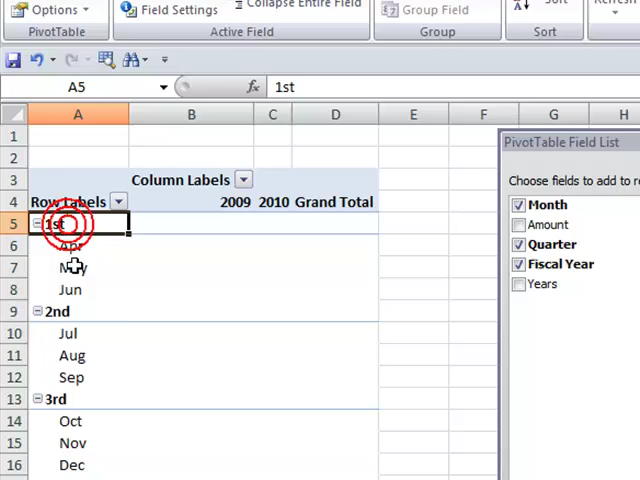 Options
Field Settings
Collapse Entire Field
Group Field
PivotTable
Active Field
Group
Sort
A5
fx
1st
A B C D E F G H
1
2
3 Column Labels
4 Row Labels 2009 2010 Grand Total
5 1st
6 Apr
7 May
8 Jun
9 2nd
10 Jul
11 Aug
12 Sep
13 3rd
14 Oct
15 Nov
16 Dec
PivotTable Field List
Choose fields to add to re
Month
Amount
Quarter
Fiscal Year
Years